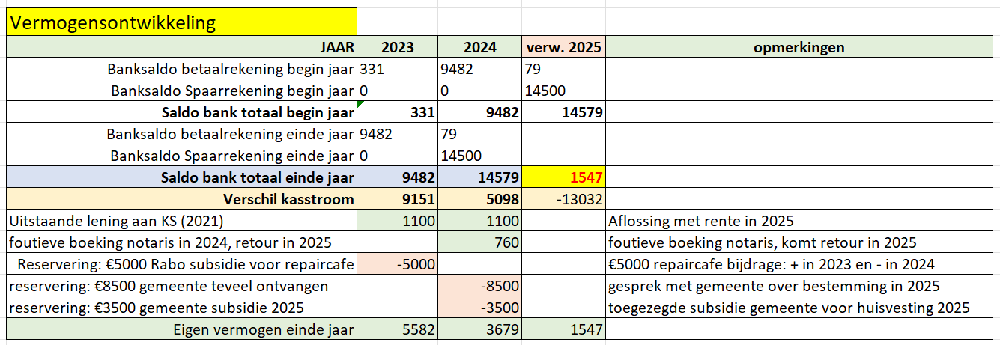 Vermogensontwikkeling
JAAR 2023 2024 verw. 2025 opmerkingen
Banksaldo betaalrekening begin jaar 331 9482 79
Banksaldo Spaarrekening begin jaar 0 0 14500
Saldo bank totaal begin jaar 331 9482 14579
Banksaldo betaalrekening einde jaar 9482 79
Banksaldo Spaarrekening einde jaar 0 14500
Saldo bank totaal einde jaar 9482 14579 1547
Verschil kasstroom 9151 5098 -13032
Uitstaande lening aan KS (2021) 1100 1100 Aflossing met rente in 2025
foutieve boeking notaris in 2024, retour in 2025 760 foutieve boeking notaris, komt retour in 2025
Reservering: €5000 Rabo subsidie voor repaircafe -5000 €5000 repaircafe bijdrage: + in 2023 en - in 2024
reservering: €8500 gemeente teveel ontvangen -8500 gesprek met gemeente over bestemming in 2025
reservering: €3500 gemeente subsidie 2025 -3500 toegezegde subsidie gemeente voor huisvesting 2025
Eigen vermogen einde jaar 5582 3679 1547